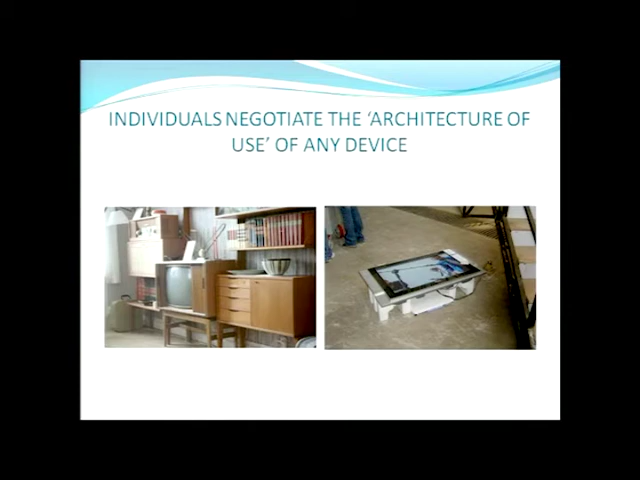 INDIVIDUALS NEGOTIATE THE ‘ARCHITECTURE OF
USE’ OF ANY DEVICE